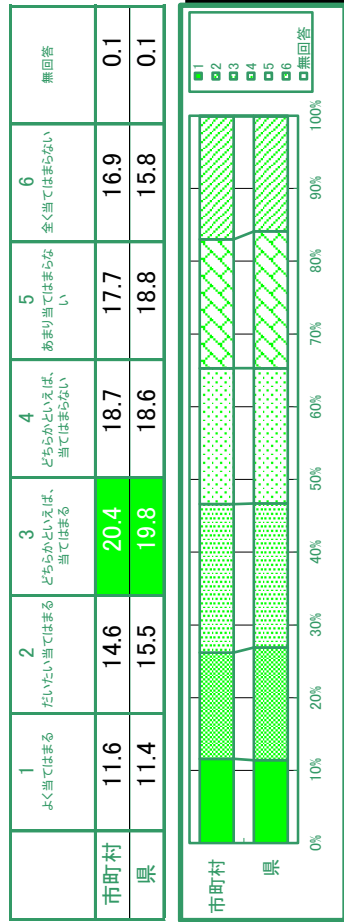 1 2 3 4 5 6 無回答
よく当てはまる だいたい当てはまる どちらかといえば、 どちらかといえば、 あまり当てはまらな 全く当てはまらない
当てはまる 当てはまらない い
市町村 11.6 14.6 20.4 18.7 17.7 16.9 0.1
県 11.4 15.5 19.8 18.6 18.8 15.8 0.1
市町村
県
0% 10% 20% 30% 40% 50% 60% 70% 80% 90% 100%
1
2
3
4
5
6
無回答